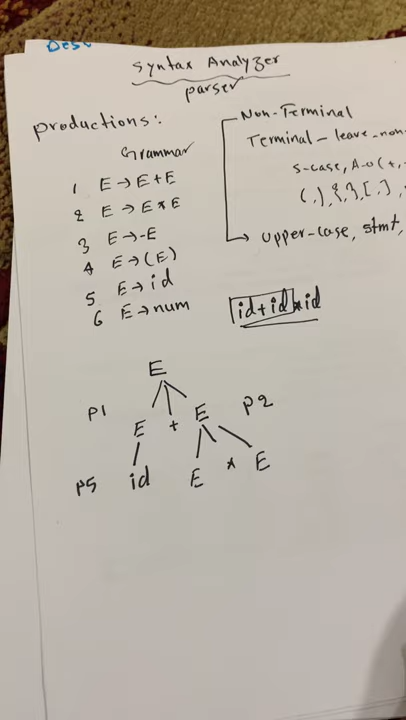 Syntax Analyzer
parser
productions:
Grammar
1 E → E + E
2 E → E * E
3 E → -E
4 E → (E)
5 E → id
6 E → num
Non-Terminal
Terminal - leave, non-
s-case, A-O (+, -
(,), {, }, [, ],
Upper-case, stmt,
id + id * id
E
P1 E + E P2
P5 id E * E